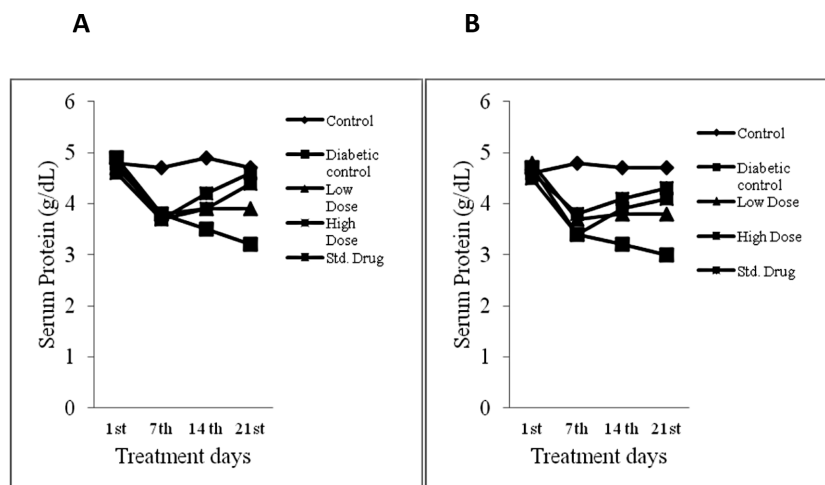 A
B
6
5
4
3
2
1
0
Serum Protein (g/dL)
1st 7th 14 th 21st
Treatment days
Control
Diabetic
control
Low
Dose
High
Dose
Std. Drug
6
5
4
3
2
1
0
Serum Protein (g/dL)
1st 7th 14 th 21st
Treatment days
Control
Diabetic
control
Low Dose
High Dose
Std. Drug